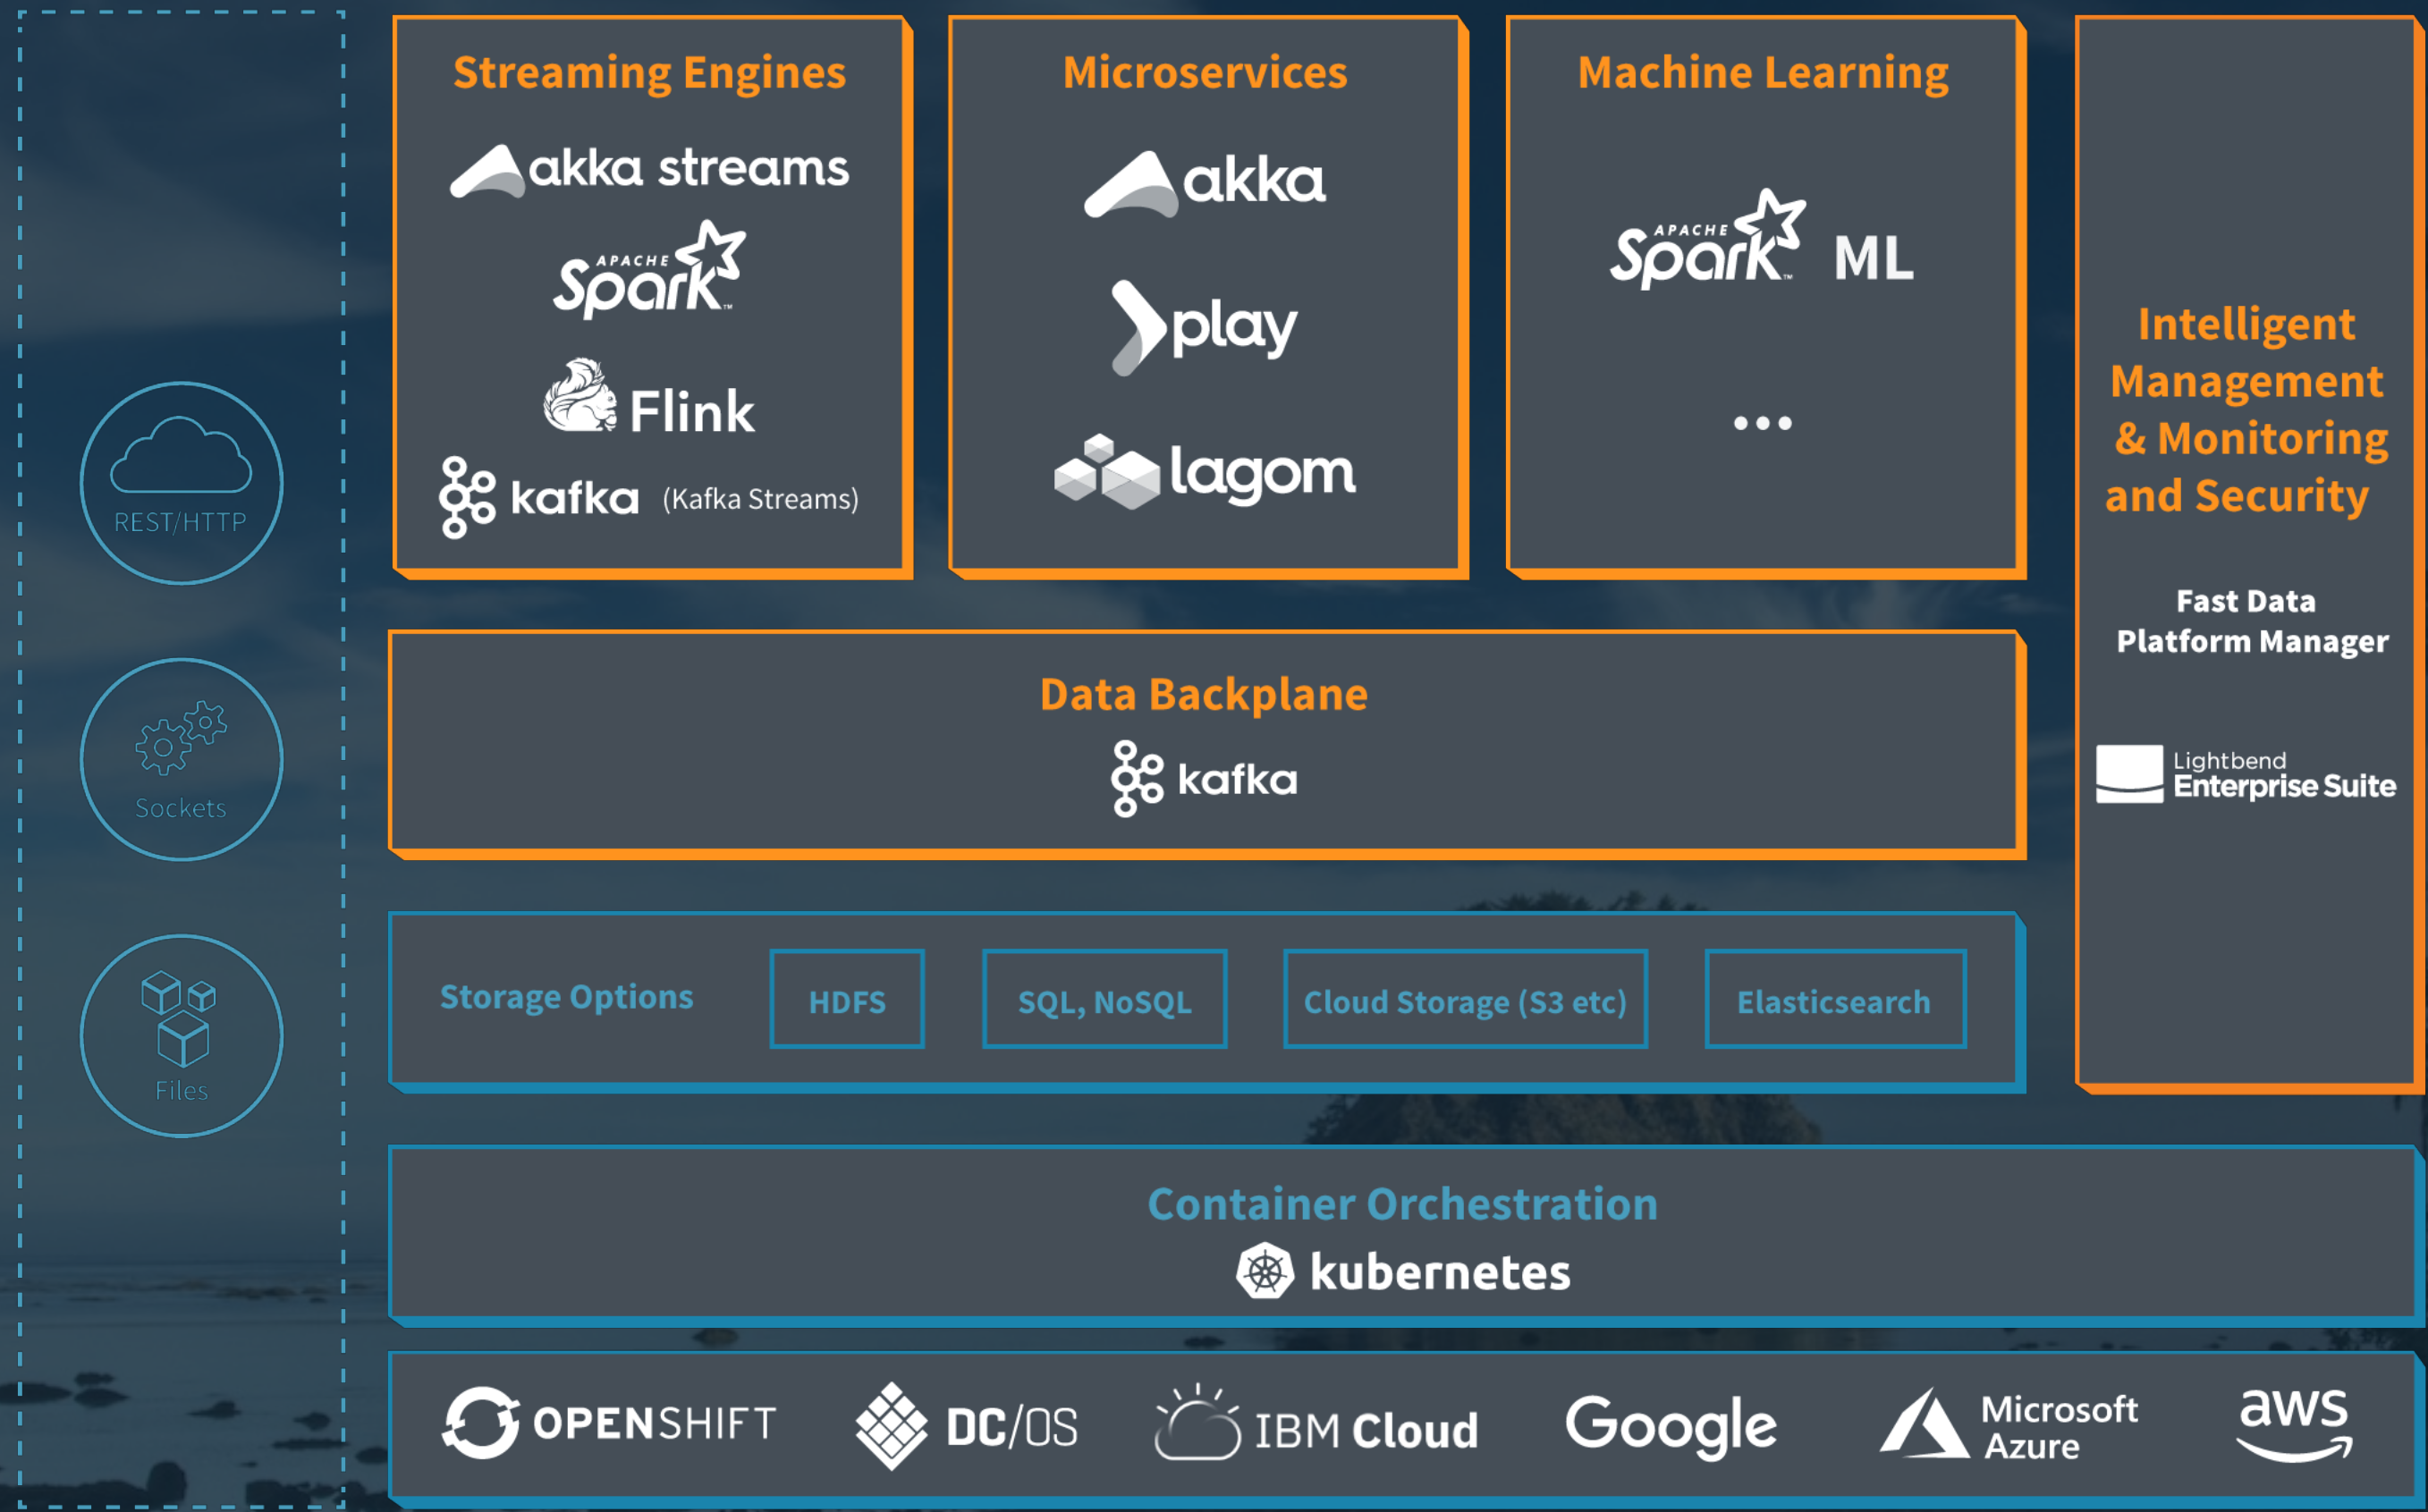 REST/HTTP
Sockets
Files
Streaming Engines
akka streams
APACHE
Spark™
Flink
kafka (Kafka Streams)
Microservices
akka
play
lagom
Machine Learning
APACHE
Spark™ ML
...
Intelligent
Management
& Monitoring
and Security
Fast Data
Platform Manager
Lightbend
Enterprise Suite
Data Backplane
kafka
Storage Options HDFS SQL, NoSQL Cloud Storage (S3 etc) Elasticsearch
Container Orchestration
kubernetes
OPENSHIFT DC/OS IBM Cloud Google Microsoft Azure aws